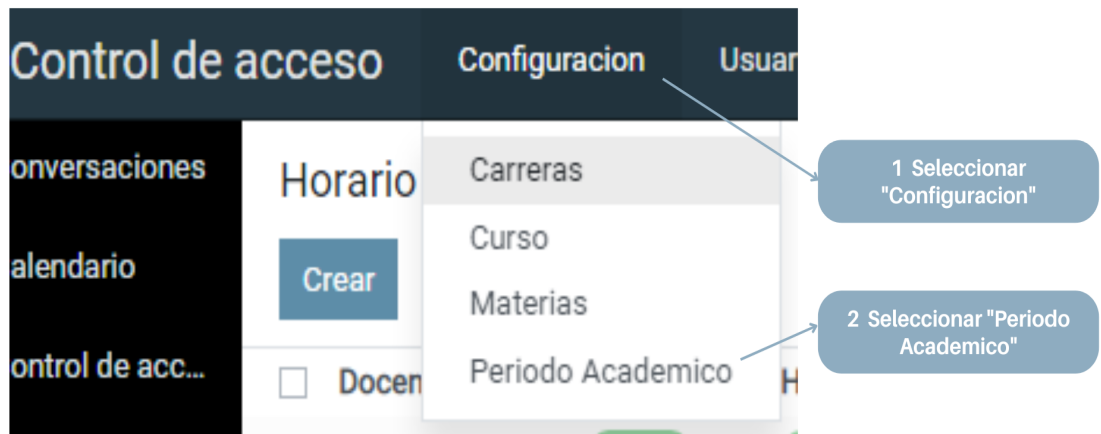 Control de acceso Configuracion Usuar
onversaciones
Horario
Carreras
1 Seleccionar
"Configuracion"
alendario
Crear
Curso
Materias
2 Seleccionar "Periodo
Academico"
ontrol de acc...
Docen
Periodo Academico
H